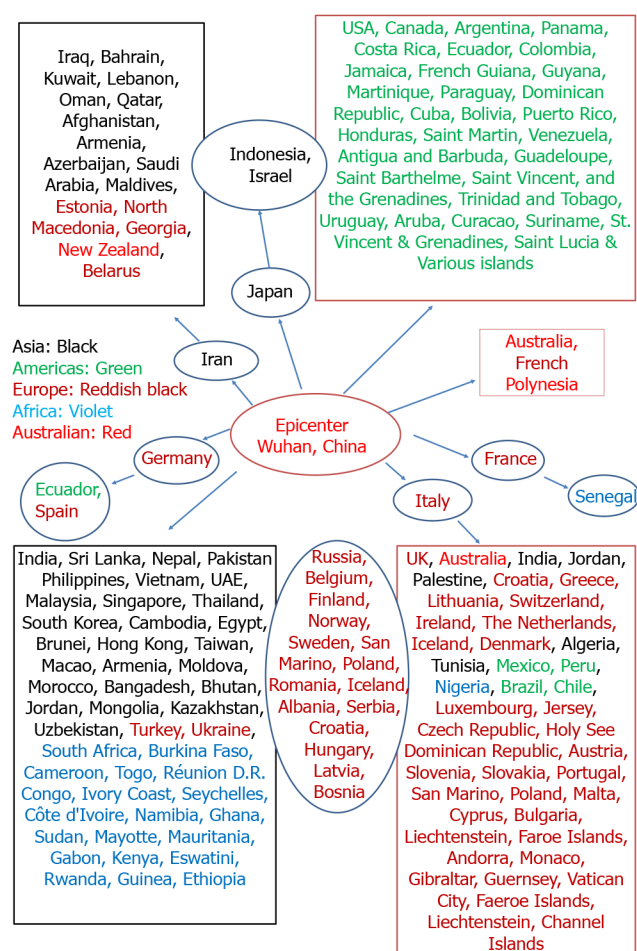 Iraq, Bahrain,
Kuwait, Lebanon,
Oman, Qatar,
Afghanistan,
Armenia,
Azerbaijan, Saudi
Arabia, Maldives,
Estonia, North
Macedonia, Georgia,
New Zealand,
Belarus
Indonesia,
Israel
USA, Canada, Argentina, Panama,
Costa Rica, Ecuador, Colombia,
Jamaica, French Guiana, Guyana,
Martinique, Paraguay, Dominican
Republic, Cuba, Bolivia, Puerto Rico,
Honduras, Saint Martin, Venezuela,
Antigua and Barbuda, Guadeloupe,
Saint Barthelme, Saint Vincent, and
the Grenadines, Trinidad and Tobago,
Uruguay, Aruba, Curacao, Suriname, St.
Vincent & Grenadines, Saint Lucia &
Various islands
Japan
Iran
Asia: Black
Americas: Green
Europe: Reddish black
Africa: Violet
Australian: Red
Australia,
French
Polynesia
Epicenter
Wuhan, China
Germany
France
Italy
Ecuador,
Spain
Senegal
India, Sri Lanka, Nepal, Pakistan
Philippines, Vietnam, UAE,
Malaysia, Singapore, Thailand,
South Korea, Cambodia, Egypt,
Brunei, Hong Kong, Taiwan,
Macao, Armenia, Moldova,
Morocco, Bangadesh, Bhutan,
Jordan, Mongolia, Kazakhstan,
Uzbekistan, Turkey, Ukraine,
South Africa, Burkina Faso,
Cameroon, Togo, Réunion D.R.
Congo, Ivory Coast, Seychelles,
Côte d'Ivoire, Namibia, Ghana,
Sudan, Mayotte, Mauritania,
Gabon, Kenya, Eswatini,
Rwanda, Guinea, Ethiopia
Russia,
Belgium,
Finland,
Norway,
Sweden, San
Marino, Poland,
Romania, Iceland,
Albania, Serbia,
Croatia,
Hungary,
Latvia,
Bosnia
UK, Australia, India, Jordan,
Palestine, Croatia, Greece,
Lithuania, Switzerland,
Ireland, The Netherlands,
Iceland, Denmark, Algeria,
Tunisia, Mexico, Peru,
Nigeria, Brazil, Chile,
Luxembourg, Jersey,
Czech Republic, Holy See
Dominican Republic, Austria,
Slovenia, Slovakia, Portugal,
San Marino, Poland, Malta,
Cyprus, Bulgaria,
Liechtenstein, Faroe Islands,
Andorra, Monaco,
Gibraltar, Guernsey, Vatican
City, Faeroe Islands,
Liechtenstein, Channel
Islands